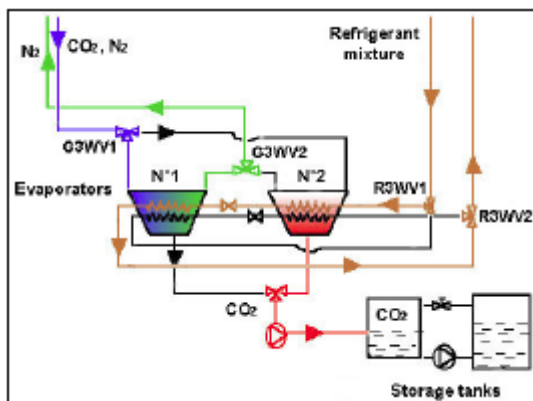 Refrigerant
mixture
N₂
CO₂, N₂
G3WV1
G3WV2
Evaporators
N°1
N°2
R3WV1
R3WV2
CO₂
CO₂
Storage tanks